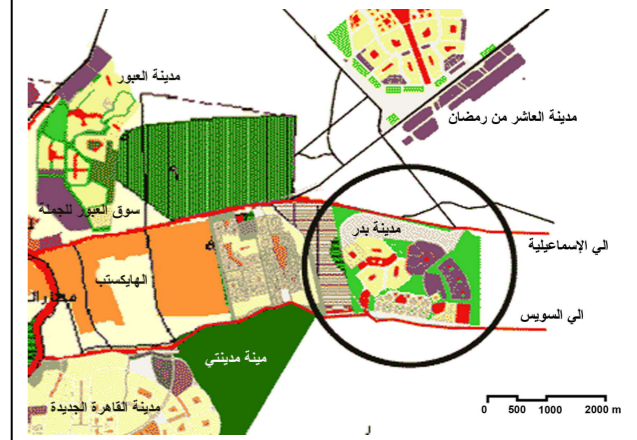 مدينة العبور
مدينة العاشر من رمضان
سوق العبور للجملة
مدينة بدر
الي الإسماعيلية
الهايكستب
الي السويس
مينة مدينتي
مدينة القاهرة الجديدة
0 500 1000 2000 m